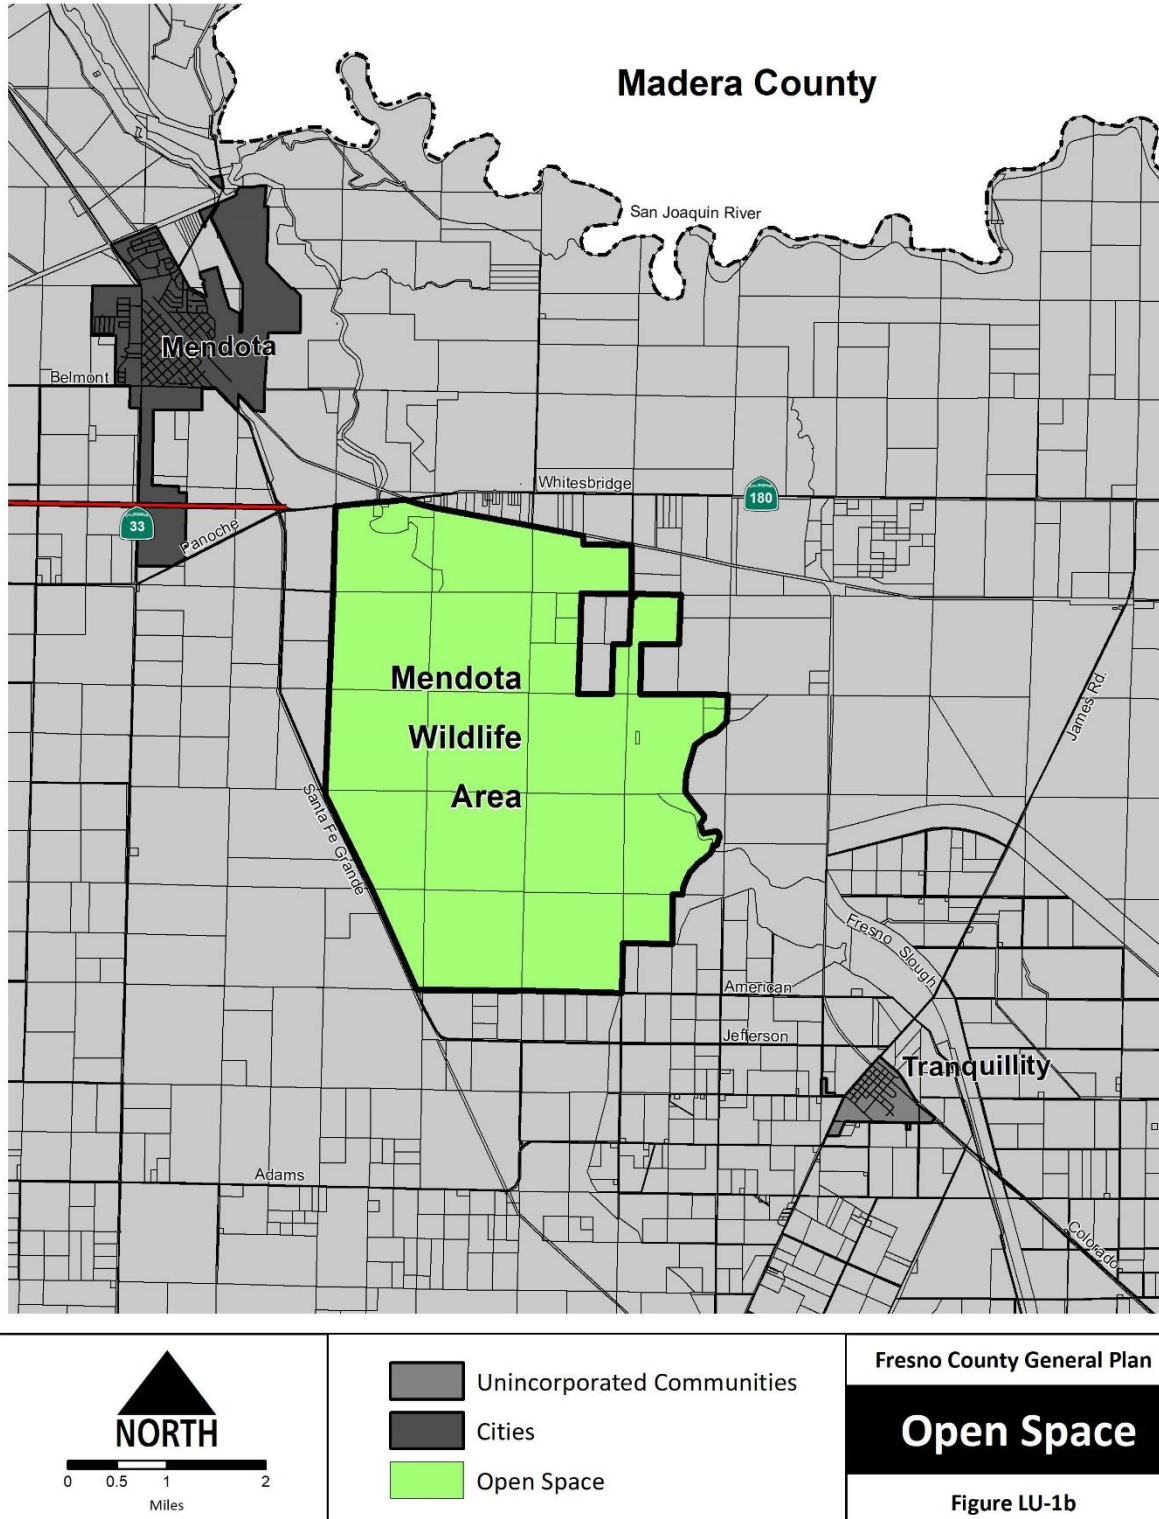 Madera County
San Joaquin River
Mendota
Belmont
Whitesbridge
CALIFORNIA
180
CALIFORNIA
33
Panoche
Mendota
Wildlife
Area
James Rd.
Santa Fe Grande
Fresno Slough
American
Jefferson
Tranquillity
Adams
Colorado
NORTH
0 0.5 1 2
Miles
Unincorporated Communities
Cities
Open Space
Fresno County General Plan
Open Space
Figure LU-1b